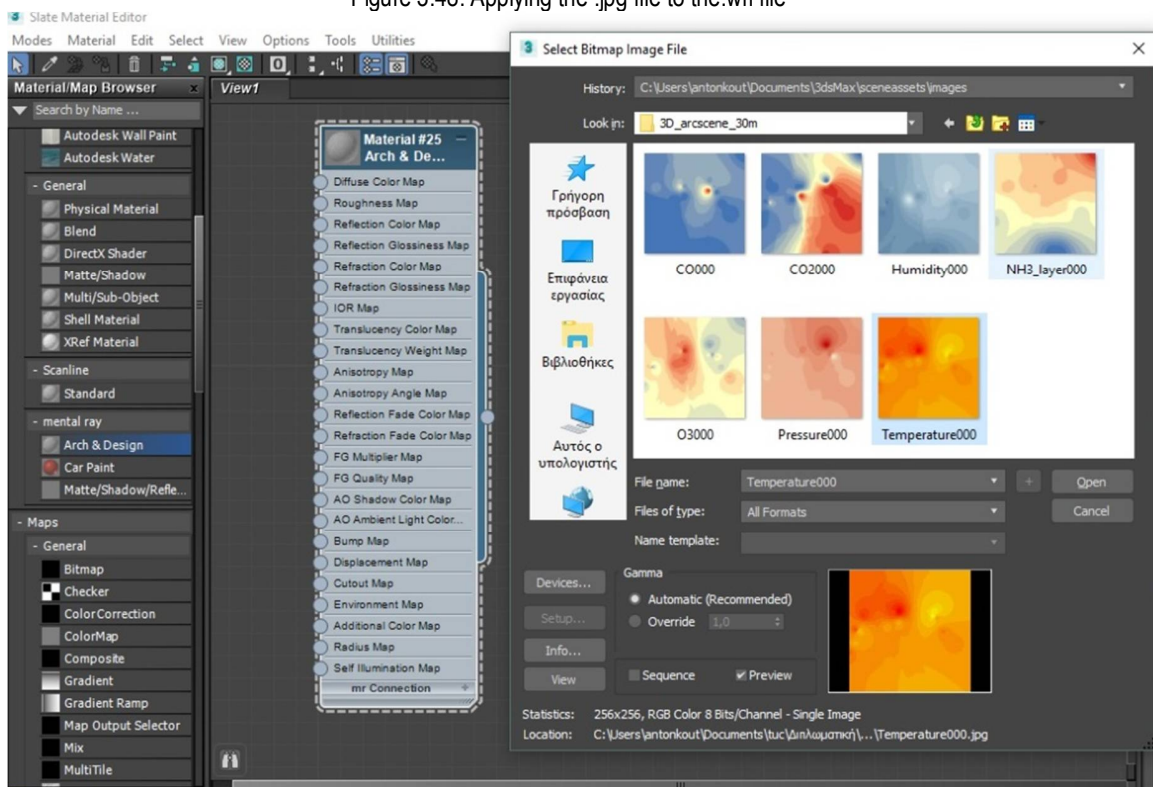 Figure 5.48: Applying the .jpg file to the.wrl file
Slate Material Editor
Modes Material Edit Select View Options Tools Utilities
Material/Map Browser x
Search by Name ...
Autodesk Wall Paint
Autodesk Water
- General
Physical Material
Blend
DirectX Shader
Matte/Shadow
Multi/Sub-Object
Shell Material
XRef Material
- Scanline
Standard
- mental ray
Arch & Design
Car Paint
Matte/Shadow/Refle...
- Maps
- General
Bitmap
Checker
Color Correction
ColorMap
Composite
Gradient
Gradient Ramp
Map Output Selector
Mix
MultiTile
View1
Material #25
Arch & De...
Diffuse Color Map
Roughness Map
Reflection Color Map
Reflection Glossiness Map
Refraction Color Map
Refraction Glossiness Map
IOR Map
Translucency Color Map
Translucency Weight Map
Anisotropy Map
Anisotropy Angle Map
Reflection Fade Color Map
Refraction Fade Color Map
FG Multiplier Map
FG Quality Map
AO Shadow Color Map
AO Ambient Light Color...
Bump Map
Displacement Map
Cutout Map
Environment Map
Additional Color Map
Radius Map
Self Illumination Map
mr Connection +
3 Select Bitmap Image File
History: C:\Users\antonkout\Documents\3dsMax\sceneassets\images
Look in: 3D_arcscene_30m
Γρήγορη
πρόσβαση
Επιφάνεια
εργασίας
Βιβλιοθήκες
Αυτός ο
υπολογιστής
CO000 CO2000 Humidity000 NH3_layer000
O3000 Pressure000 Temperature000
File name: Temperature000 + Open
Files of type: All Formats Cancel
Name template:
Devices...
Setup...
Info...
View
Gamma
Automatic (Recommended)
Override 1,0
Sequence Preview
Statistics: 256x256, RGB Color 8 Bits/Channel - Single Image
Location: C:\Users\antonkout\Documents\tuc\Διπλωματική\...\Temperature000.jpg